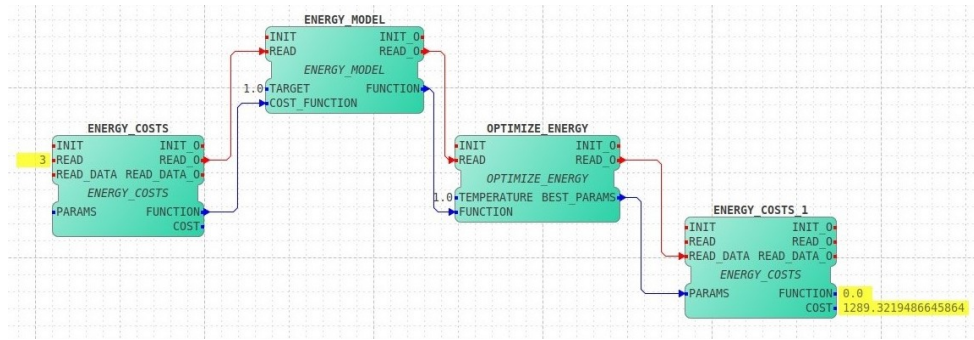 ENERGY_MODEL
INIT INIT_O
READ READ_O
ENERGY_MODEL
1.0 TARGET FUNCTION
COST_FUNCTION
ENERGY_COSTS
INIT INIT_O
3 READ READ_O
READ_DATA READ_DATA_O
ENERGY_COSTS
PARAMS FUNCTION
COST
OPTIMIZE_ENERGY
INIT INIT_O
READ READ_O
OPTIMIZE_ENERGY
1.0 TEMPERATURE BEST_PARAMS
FUNCTION
ENERGY_COSTS_1
INIT INIT_O
READ READ_O
READ_DATA READ_DATA_O
ENERGY_COSTS
PARAMS FUNCTION 0.0
COST 1289.3219486645864